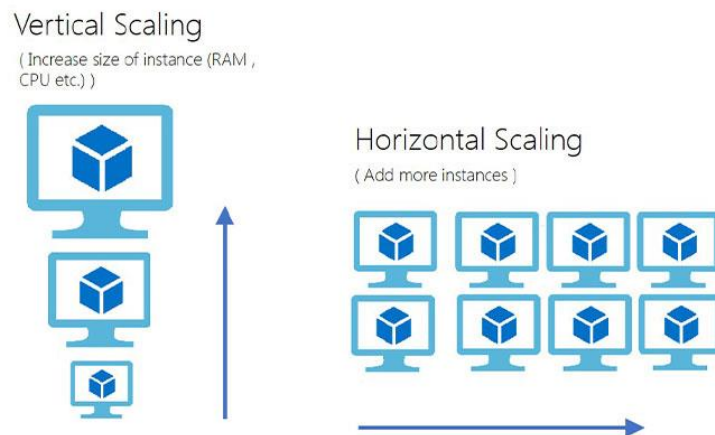 Vertical Scaling
( Increase size of instance (RAM ,
CPU etc.) )
Horizontal Scaling
( Add more instances )